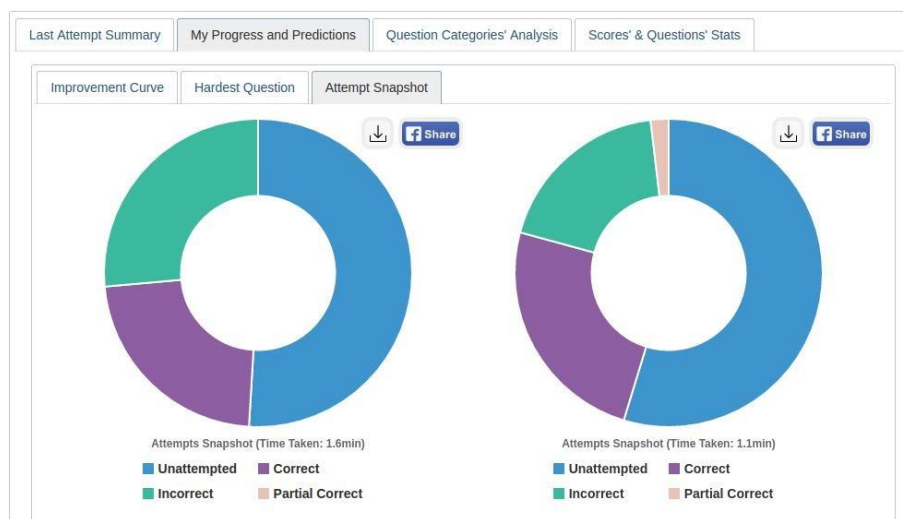 Last Attempt Summary My Progress and Predictions Question Categories' Analysis Scores' & Questions' Stats
Improvement Curve Hardest Question Attempt Snapshot
Share Share
Attempts Snapshot (Time Taken: 1.6min) Attempts Snapshot (Time Taken: 1.1min)
Unattempted Correct Unattempted Correct
Incorrect Partial Correct Incorrect Partial Correct